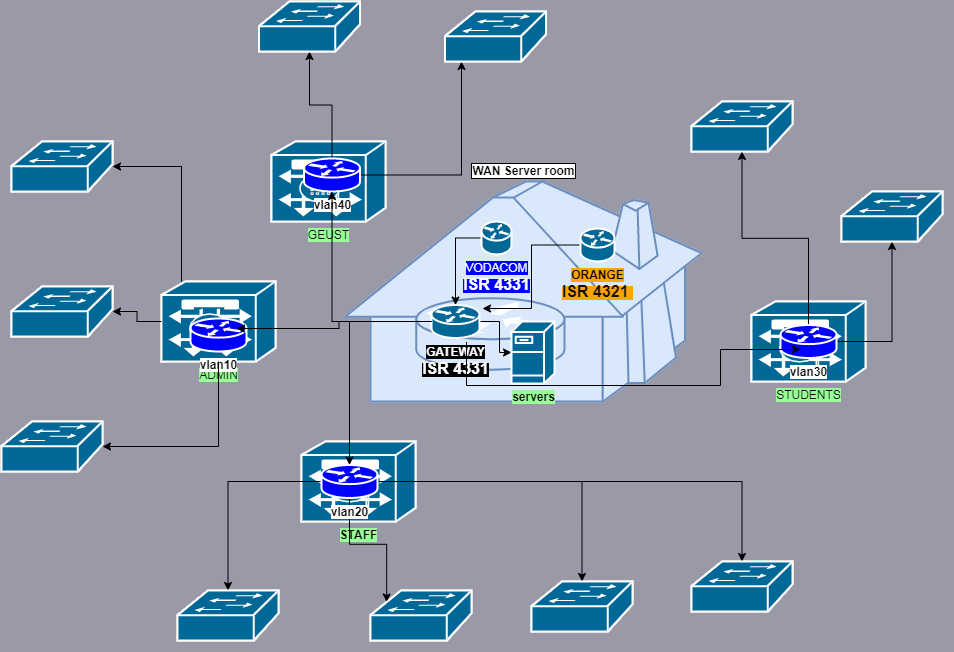 WAN Server room
vlan40
GEUST
VODACOM
ISR 4331
ORANGE
ISR 4321
GATEWAY
ISR 4331
servers
vlan10
ADMIN
vlan30
STUDENTS
vlan20
STAFF